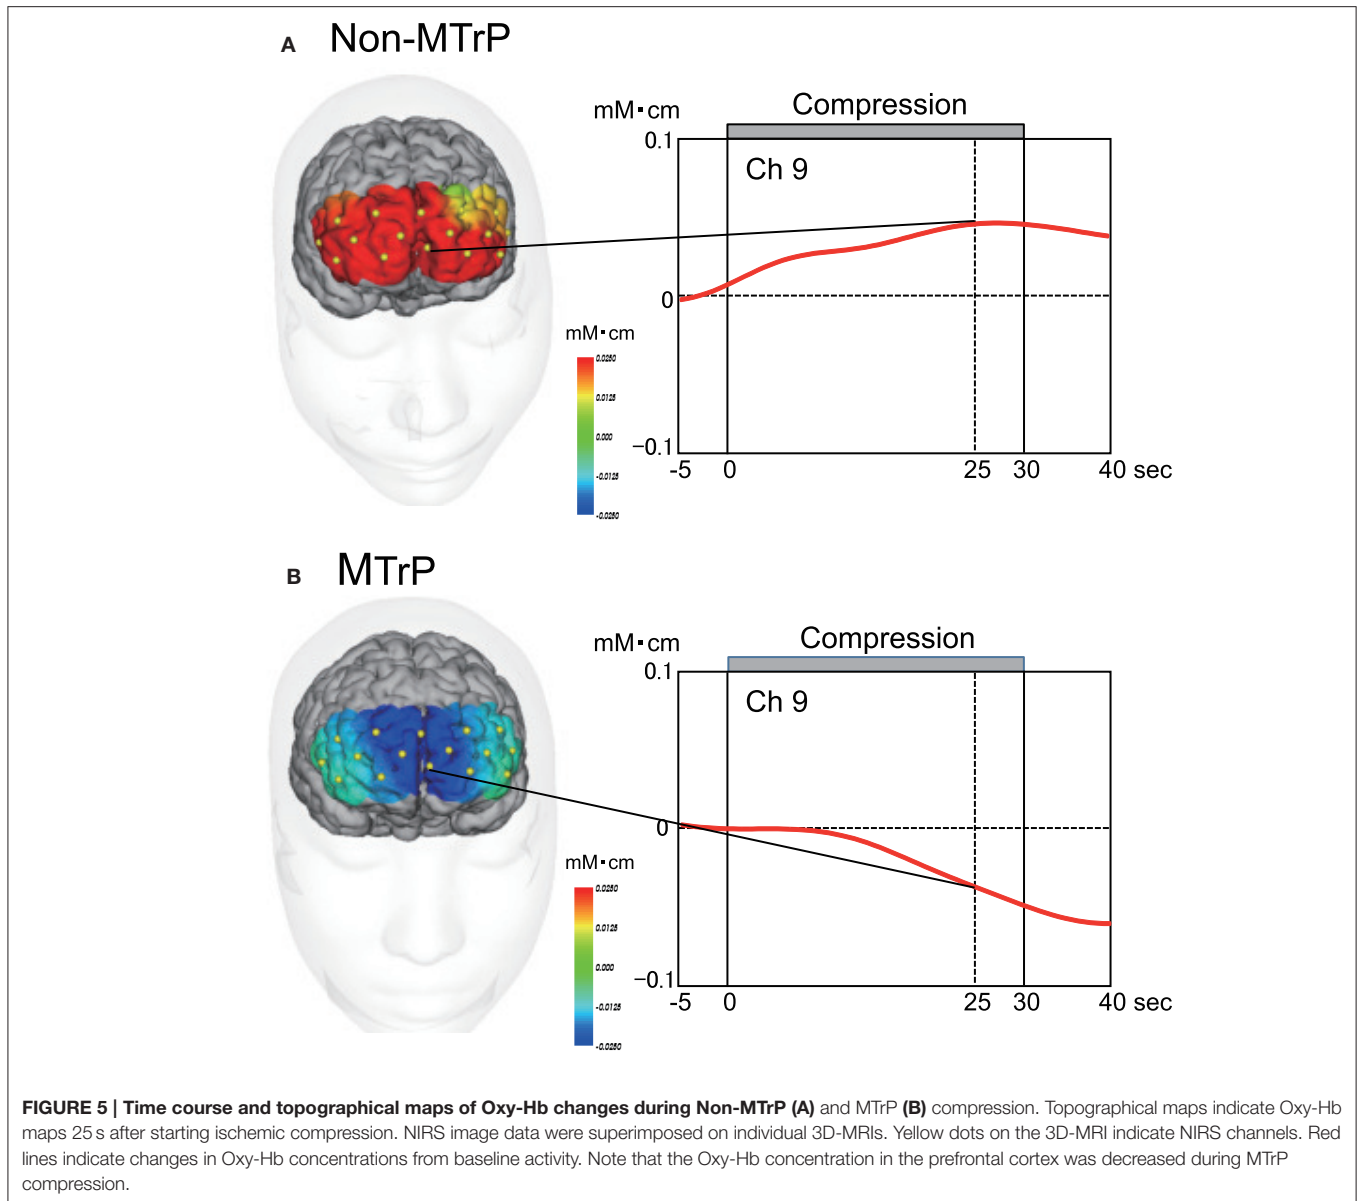 A Non-MTrP
mM・cm
Compression
0.1
Ch 9
0
−0.1
-5 0 25 30 40 sec
mM・cm
0.0250
0.0125
0.000
-0.0125
-0.0250
B MTrP
mM・cm
Compression
0.1
Ch 9
0
−0.1
-5 0 25 30 40 sec
mM・cm
0.0250
0.0125
0.000
-0.0125
-0.0250
FIGURE 5 | Time course and topographical maps of Oxy-Hb changes during Non-MTrP (A) and MTrP (B) compression. Topographical maps indicate Oxy-Hb
maps 25 s after starting ischemic compression. NIRS image data were superimposed on individual 3D-MRIs. Yellow dots on the 3D-MRI indicate NIRS channels. Red
lines indicate changes in Oxy-Hb concentrations from baseline activity. Note that the Oxy-Hb concentration in the prefrontal cortex was decreased during MTrP
compression.